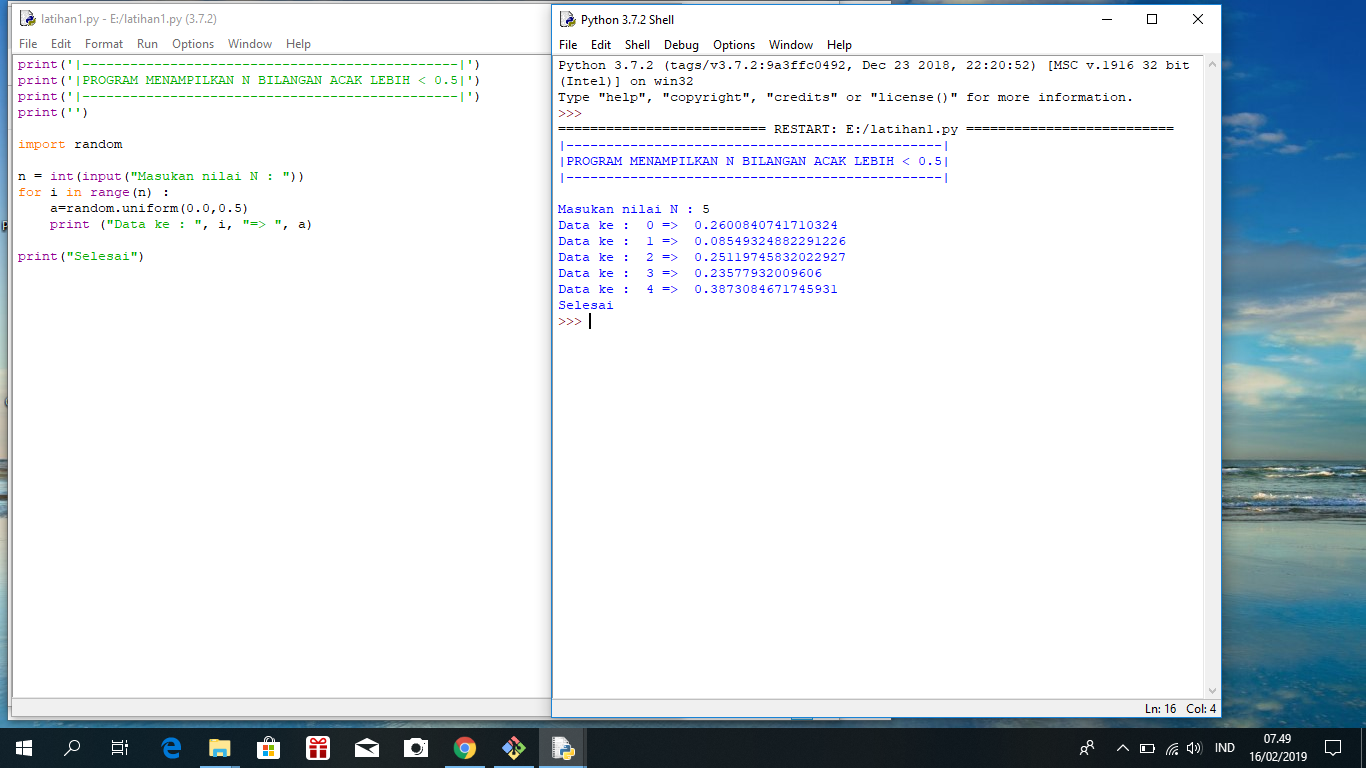 latihan1.py - E:/latihan1.py (3.7.2)
File Edit Format Run Options Window Help
print('|-----------------------------------------------|')
print('|PROGRAM MENAMPILKAN N BILANGAN ACAK LEBIH < 0.5|')
print('|-----------------------------------------------|')
print('')
import random
n = int(input("Masukan nilai N : "))
for i in range(n) :
    a=random.uniform(0.0,0.5)
    print ("Data ke : ", i, "=> ", a)
print("Selesai")
Python 3.7.2 Shell
File Edit Shell Debug Options Window Help
Python 3.7.2 (tags/v3.7.2:9a3ffc0492, Dec 23 2018, 22:20:52) [MSC v.1916 32 bit
(Intel)] on win32
Type "help", "copyright", "credits" or "license()" for more information.
>>>
========================== RESTART: E:/latihan1.py ==========================
|-----------------------------------------------|
|PROGRAM MENAMPILKAN N BILANGAN ACAK LEBIH < 0.5|
|-----------------------------------------------|
Masukan nilai N : 5
Data ke :  0 =>  0.2600840741710324
Data ke :  1 =>  0.08549324882291226
Data ke :  2 =>  0.25119745832022927
Data ke :  3 =>  0.23577932009606
Data ke :  4 =>  0.3873084671745931
Selesai
>>>
Ln: 16 Col: 4
IND
07.49
16/02/2019